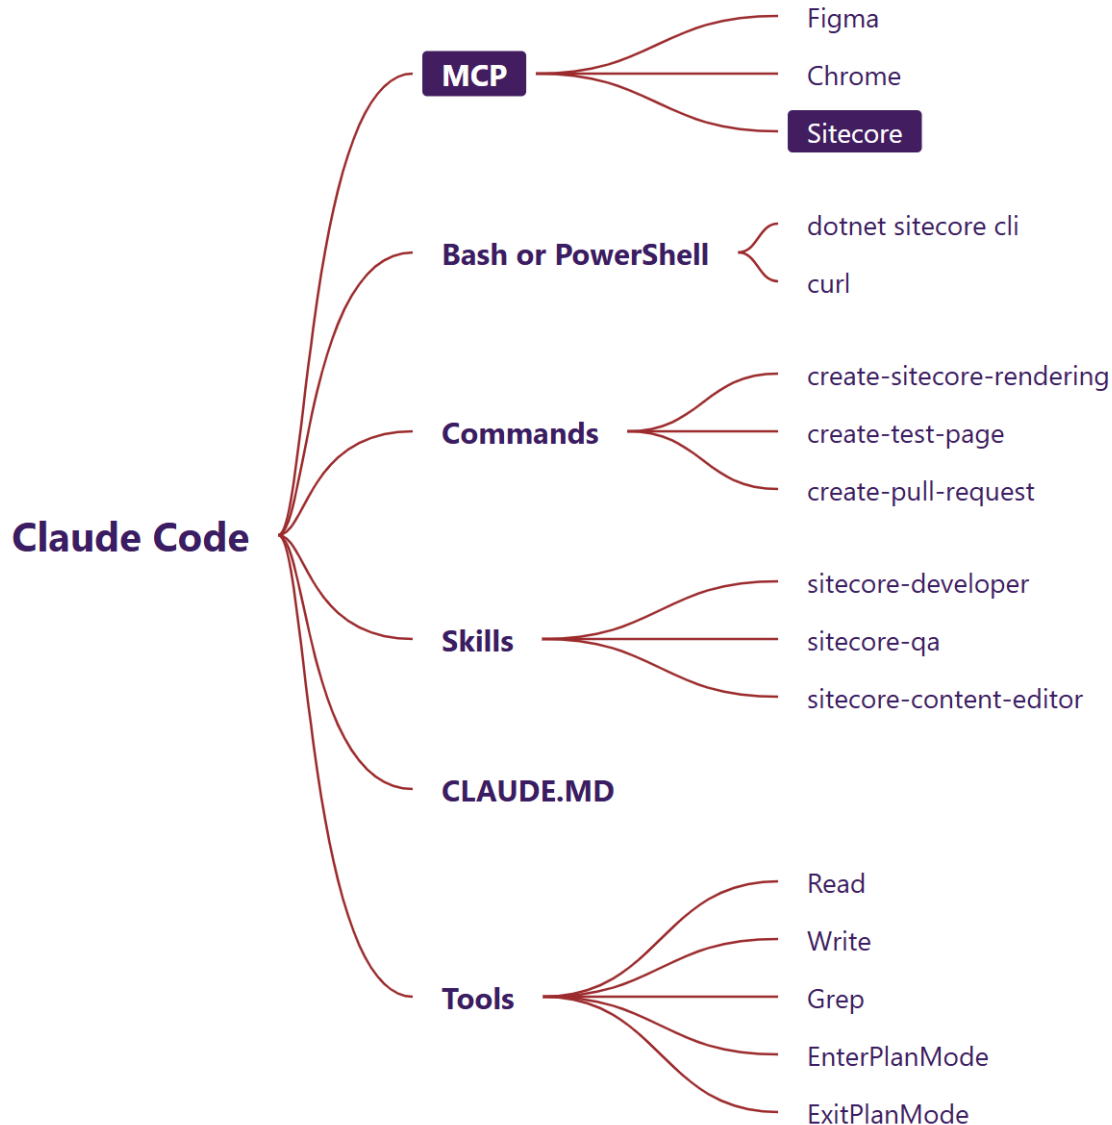 Claude Code
MCP
Figma
Chrome
Sitecore
Bash or PowerShell
dotnet sitecore cli
curl
Commands
create-sitecore-rendering
create-test-page
create-pull-request
Skills
sitecore-developer
sitecore-qa
sitecore-content-editor
CLAUDE.MD
Tools
Read
Write
Grep
EnterPlanMode
ExitPlanMode